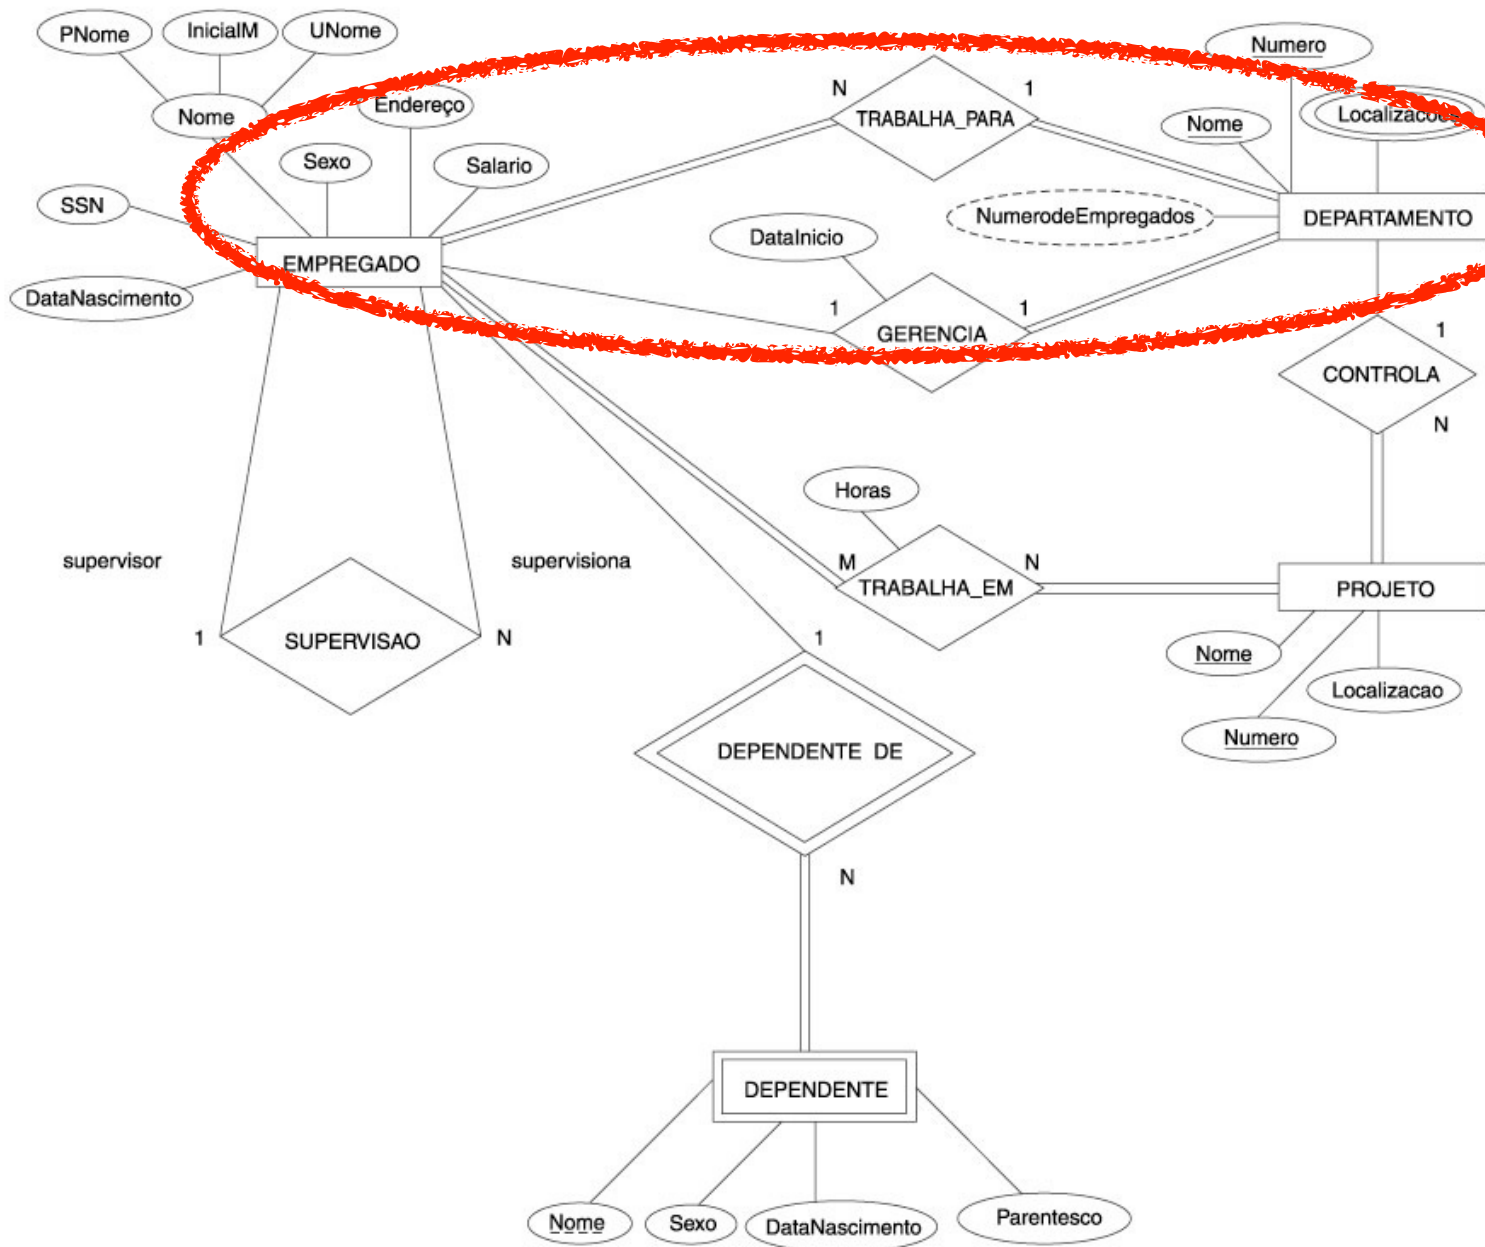 PNome
InicialM
UNome
Numero
Nome
Endereço
N
1
TRABALHA_PARA
Nome
Localizacoes
Sexo
Salario
SSN
NumerodeEmpregados
DEPARTAMENTO
DataInicio
EMPREGADO
DataNascimento
1
1
GERENCIA
1
CONTROLA
N
Horas
supervisor
supervisiona
M
N
TRABALHA_EM
PROJETO
1
SUPERVISAO
N
1
Nome
Localizacao
Numero
DEPENDENTE DE
N
DEPENDENTE
Nome
Sexo
DataNascimento
Parentesco